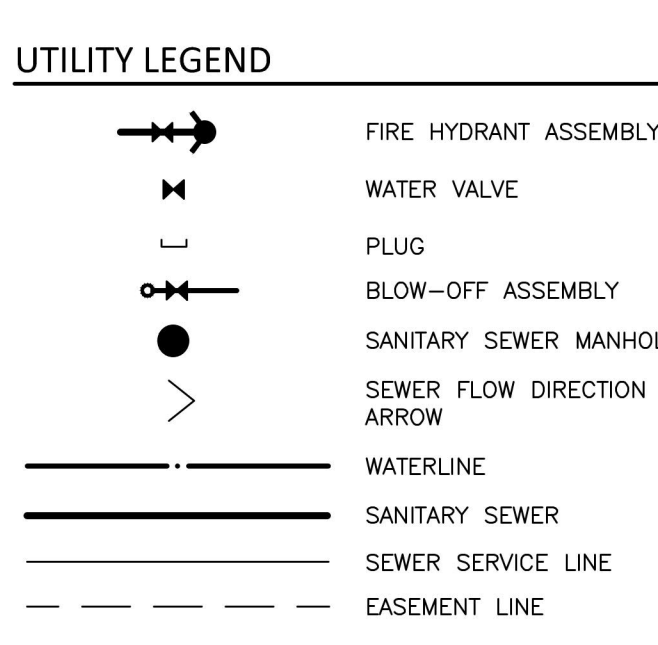 UTILITY LEGEND
FIRE HYDRANT ASSEMBLY
WATER VALVE
PLUG
BLOW-OFF ASSEMBLY
SANITARY SEWER MANHOL
SEWER FLOW DIRECTION
ARROW
WATERLINE
SANITARY SEWER
SEWER SERVICE LINE
EASEMENT LINE